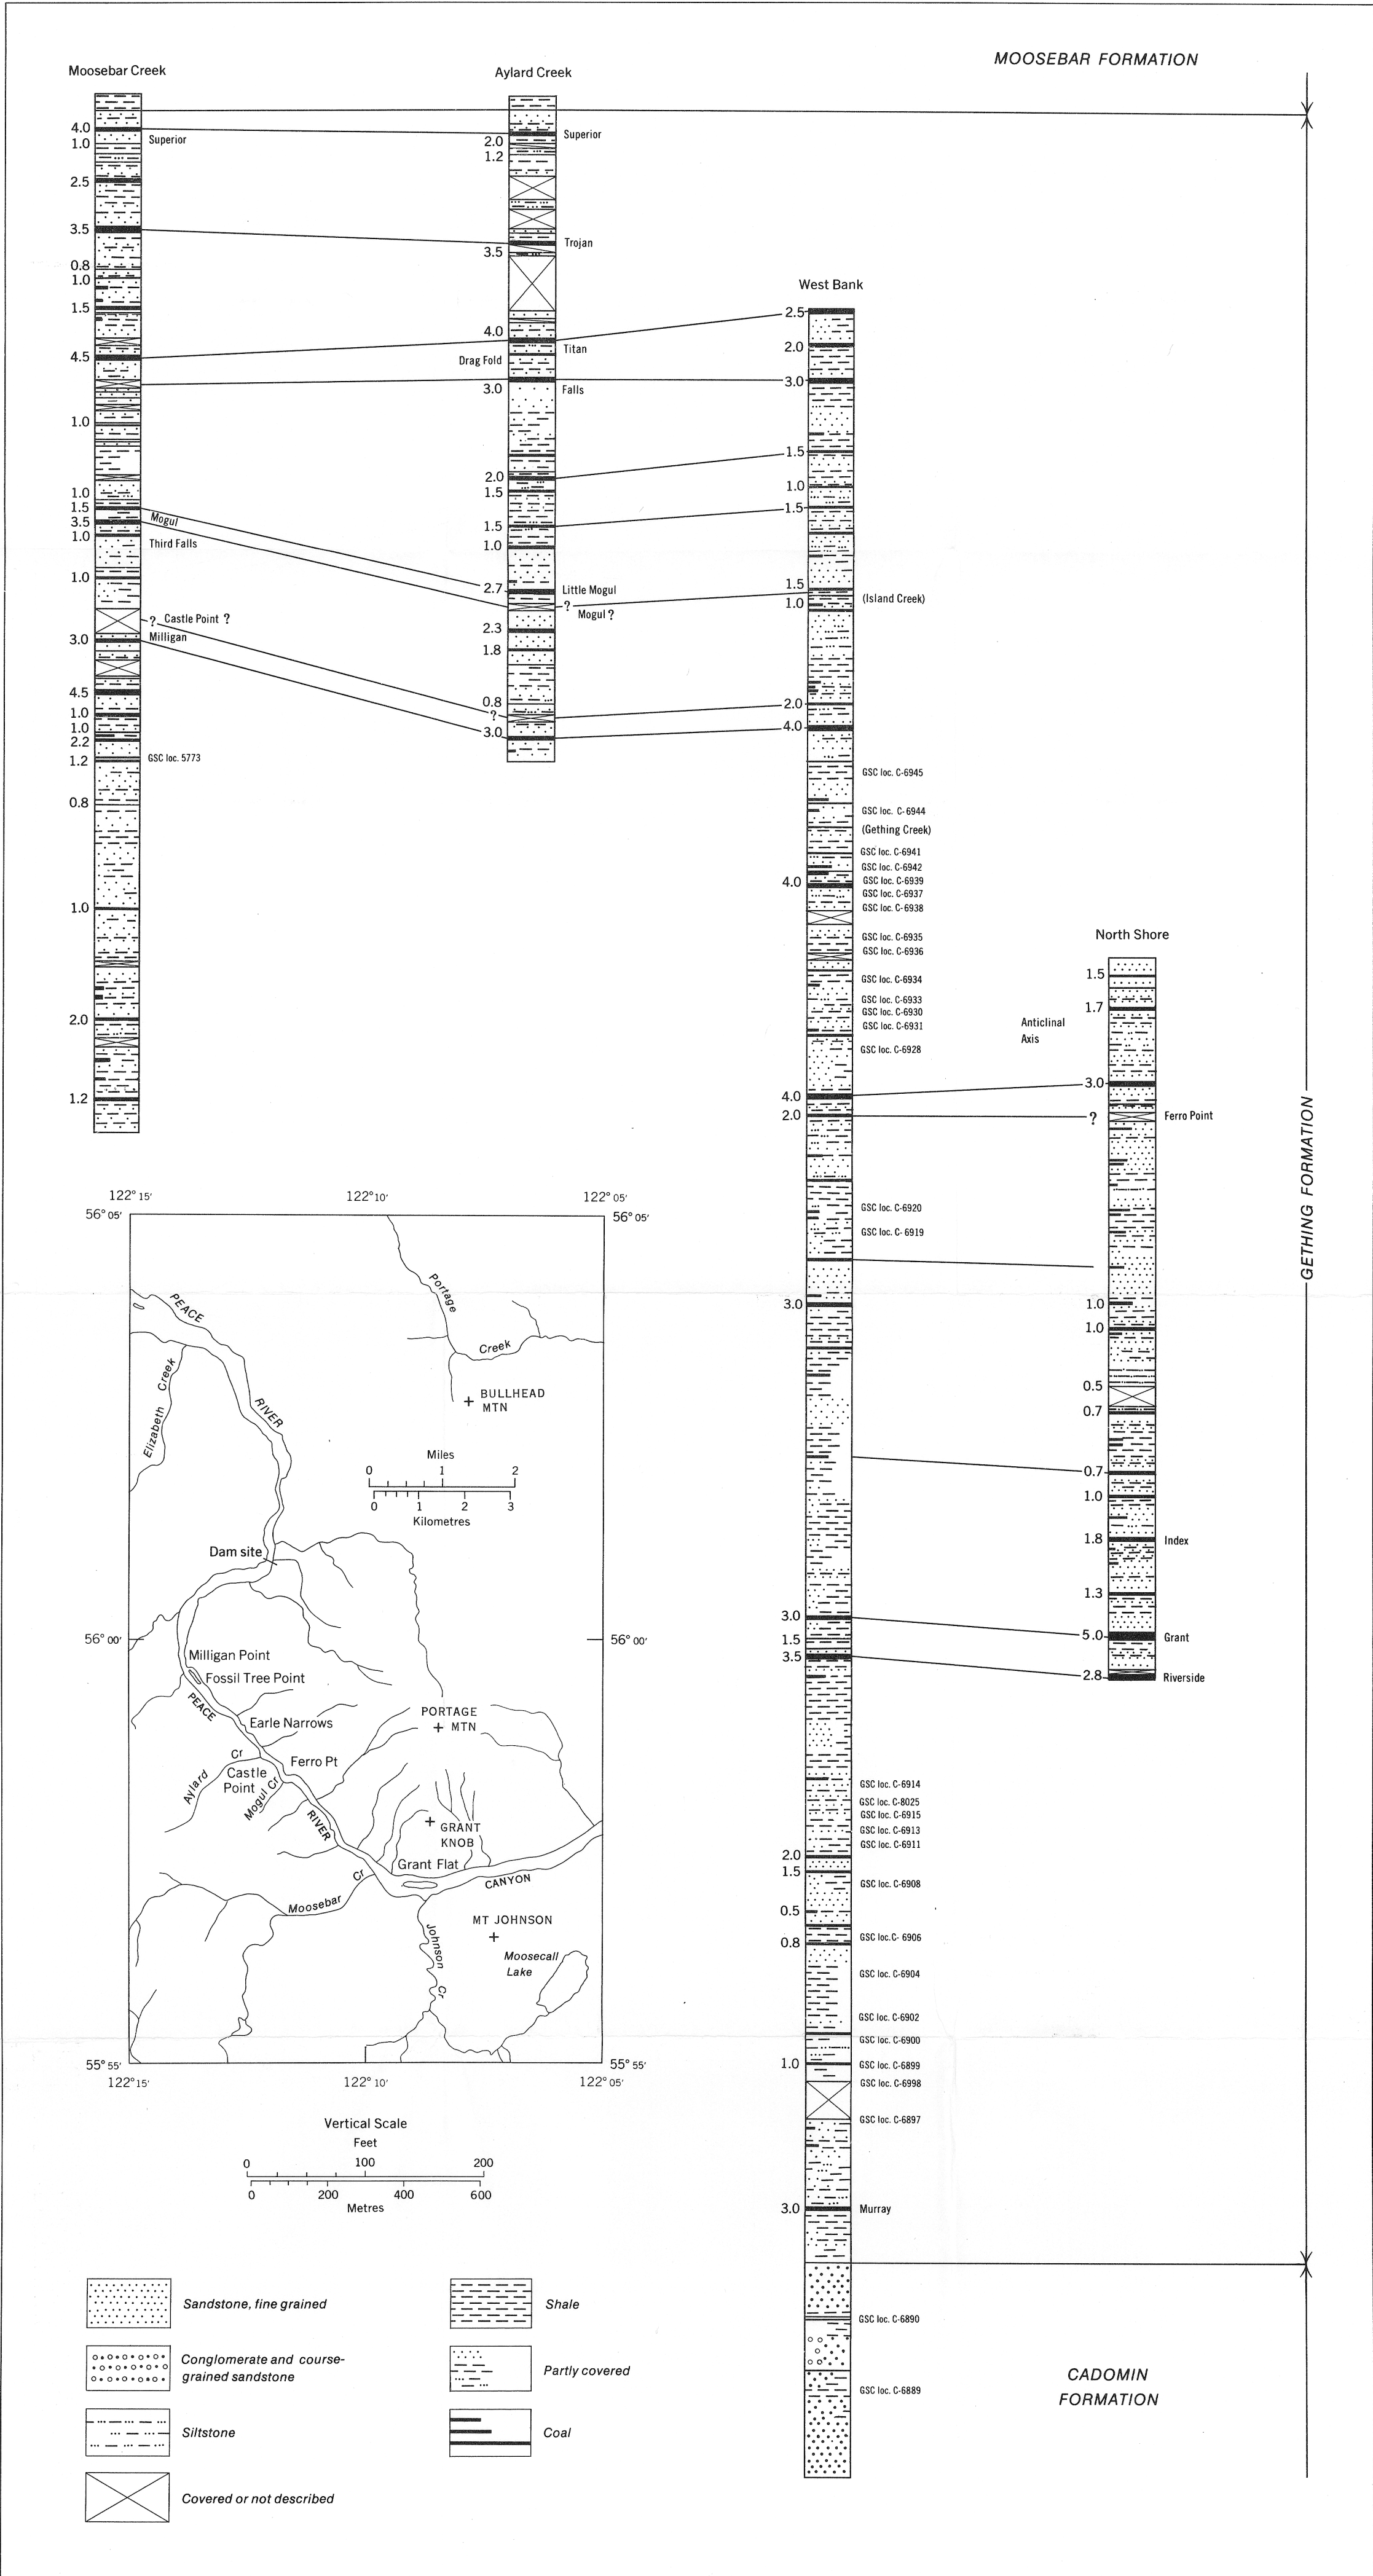 MOOSEBAR FORMATION
Moosebar Creek
4.0
1.0
Superior
2.5
3.5
0.8
1.0
1.5
4.5
1.0
1.0
1.5
3.5
1.0
Mogul
Third Falls
1.0
? Castle Point ?
3.0
Milligan
4.5
1.0
1.0
2.2
1.2
GSC loc. 5773
0.8
1.0
2.0
1.2
Aylard Creek
Superior
2.0
1.2
Trojan
3.5
4.0
Titan
Drag Fold
3.0
Falls
2.0
1.5
1.5
1.0
2.7
Little Mogul
?
Mogul ?
2.3
1.8
0.8
?
3.0
West Bank
2.5
2.0
3.0
1.5
1.0
1.5
1.5
1.0
(Island Creek)
2.0
4.0
GSC loc. C-6945
GSC loc. C-6944
(Gething Creek)
GSC loc. C-6941
GSC loc. C-6942
4.0
GSC loc. C-6939
GSC loc. C-6937
GSC loc. C-6938
GSC loc. C-6935
GSC loc. C-6936
GSC loc. C-6934
GSC loc. C-6933
GSC loc. C-6930
GSC loc. C-6931
GSC loc. C-6928
4.0
2.0
GSC loc. C-6920
GSC loc. C-6919
3.0
3.0
1.5
3.5
GSC loc. C-6914
GSC loc. C-8025
GSC loc. C-6915
GSC loc. C-6913
GSC loc. C-6911
2.0
1.5
GSC loc. C-6908
0.5
0.8
GSC loc.C- 6906
GSC loc. C-6904
GSC loc. C-6902
GSC loc. C-6900
1.0
GSC loc. C-6899
GSC loc. C-6998
GSC loc. C-6897
3.0
Murray
GSC loc. C-6890
GSC loc. C-6889
North Shore
1.5
1.7
Anticlinal
Axis
3.0
?
Ferro Point
1.0
1.0
0.5
0.7
0.7
1.0
1.8
Index
1.3
5.0
Grant
2.8
Riverside
GETHING FORMATION
CADOMIN
FORMATION
122° 15′
122° 10′
122° 05′
56° 05′
56° 05′
PEACE
RIVER
Elizabeth Creek
Portage
Creek
BULLHEAD
MTN
Miles
0 1 2
0 1 2 3
Kilometres
Dam site
56° 00′
56° 00′
Milligan Point
Fossil Tree Point
PEACE
Earle Narrows
PORTAGE
MTN
Aylard
Cr
Castle
Point
Ferro Pt
Mogul Cr
RIVER
GRANT
KNOB
Grant Flat
CANYON
Moosebar
Cr
MT JOHNSON
Johnson
Cr
Moosecall
Lake
55° 55′
55° 55′
122° 15′
122° 10′
122° 05′
Vertical Scale
Feet
0 100 200
0 200 400 600
Metres
Sandstone, fine grained
Shale
Conglomerate and course-
grained sandstone
Partly covered
Siltstone
Coal
Covered or not described